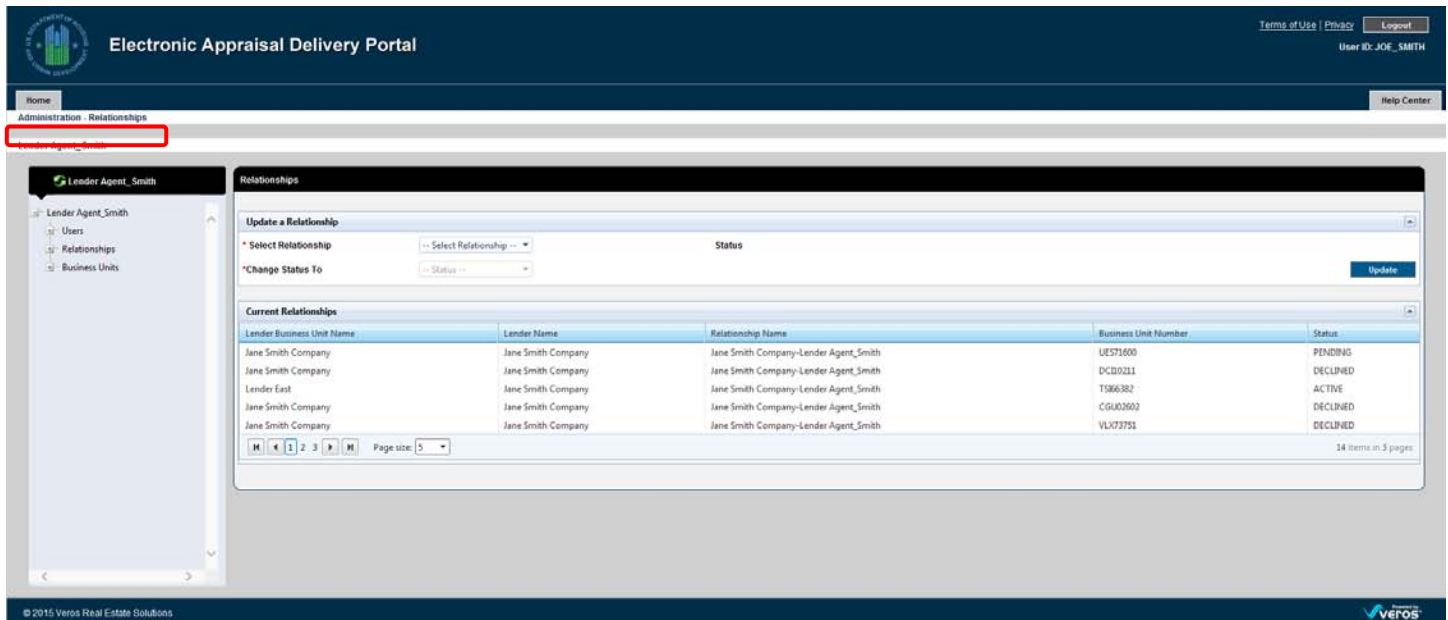 Terms of Use | Privacy Logout
Electronic Appraisal Delivery Portal
User ID: JOE_SMITH
Home Help Center
Administration - Relationships
Lender Agent_Smith
Lender Agent_Smith
Relationships
Lender Agent_Smith
Users
Relationships
Business Units
Update a Relationship
* Select Relationship -- Select Relationship -- Status
*Change Status To -- Status -- Update
Current Relationships
Lender Business Unit Name Lender Name Relationship Name Business Unit Number Status
Jane Smith Company Jane Smith Company Jane Smith Company-Lender Agent_Smith UES71600 PENDING
Jane Smith Company Jane Smith Company Jane Smith Company-Lender Agent_Smith DCI10211 DECLINED
Lender East Jane Smith Company Jane Smith Company-Lender Agent_Smith TSI66382 ACTIVE
Jane Smith Company Jane Smith Company Jane Smith Company-Lender Agent_Smith CGU02602 DECLINED
Jane Smith Company Jane Smith Company Jane Smith Company-Lender Agent_Smith VLX73751 DECLINED
1 2 3 Page size: 5 14 items in 3 pages
© 2015 Veros Real Estate Solutions
Powered by
veros